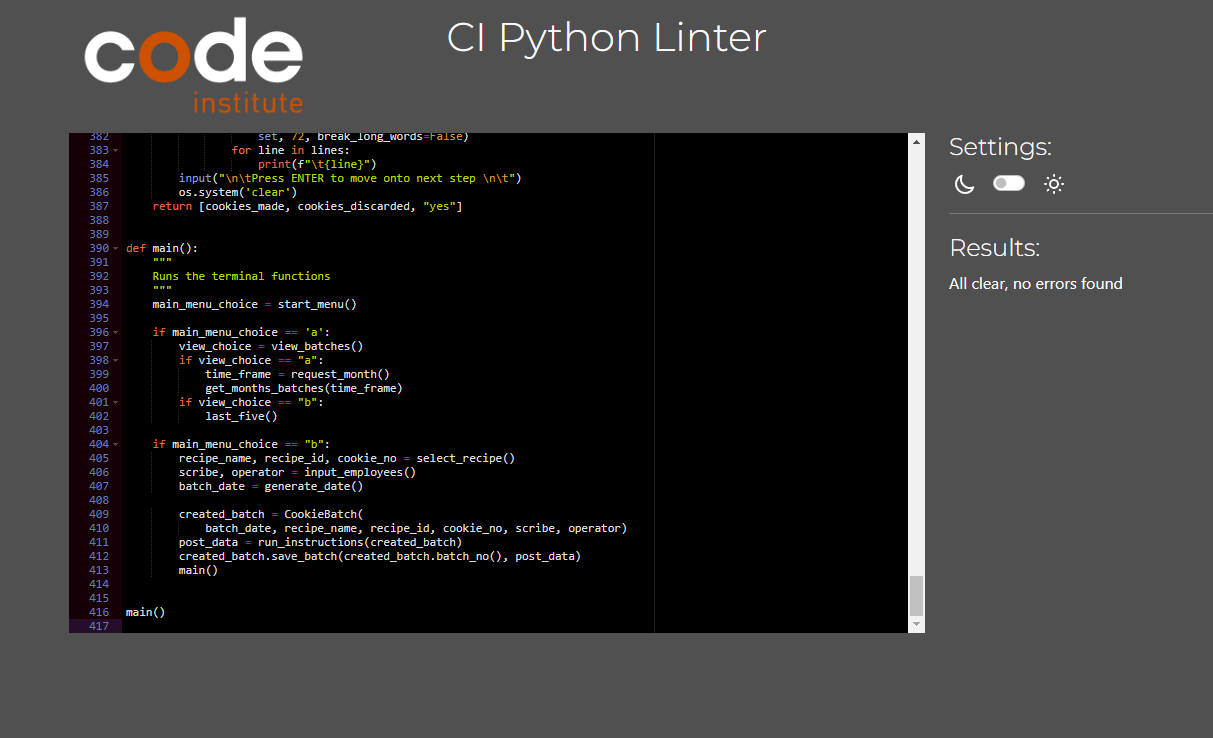 code
institute
CI Python Linter
382 set, 72, break_long_words=False)
383 for line in lines:
384 print(f"\t{line}")
385 input("\n\tPress ENTER to move onto next step \n\t")
386 os.system('clear')
387 return [cookies_made, cookies_discarded, "yes"]
388
389
390 def main():
391 """
392 Runs the terminal functions
393 """
394 main_menu_choice = start_menu()
395
396 if main_menu_choice == 'a':
397 view_choice = view_batches()
398 if view_choice == "a":
399 time_frame = request_month()
400 get_months_batches(time_frame)
401 if view_choice == "b":
402 last_five()
403
404 if main_menu_choice == "b":
405 recipe_name, recipe_id, cookie_no = select_recipe()
406 scribe, operator = input_employees()
407 batch_date = generate_date()
408
409 created_batch = CookieBatch(
410 batch_date, recipe_name, recipe_id, cookie_no, scribe, operator)
411 post_data = run_instructions(created_batch)
412 created_batch.save_batch(created_batch.batch_no(), post_data)
413 main()
414
415
416 main()
417
Settings:
Results:
All clear, no errors found